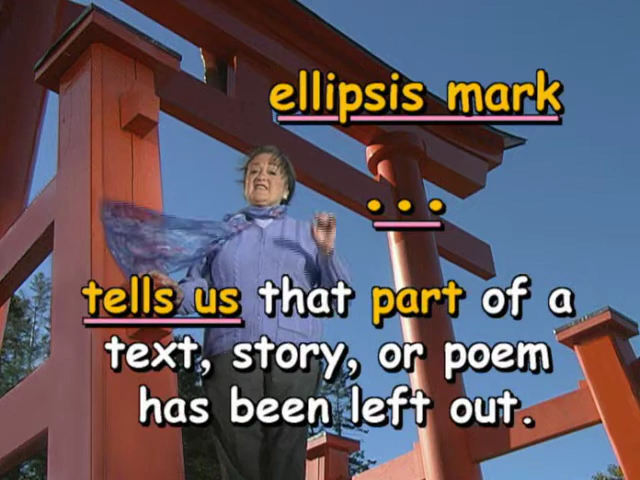 ellipsis mark
...
tells us that part of a
text, story, or poem
has been left out.